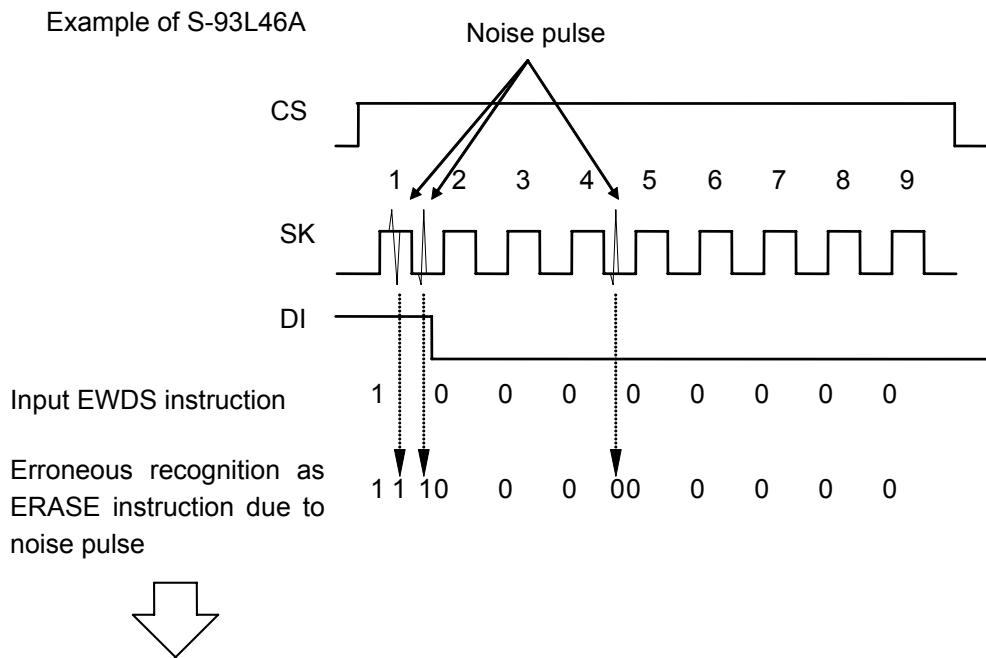 Example of S-93L46A
Noise pulse
CS
1 2 3 4 5 6 7 8 9
SK
DI
Input EWDS instruction 1 0 0 0 0 0 0 0 0
Erroneous recognition as
ERASE instruction due to
noise pulse
1 1 10 0 0 00 0 0 0 0